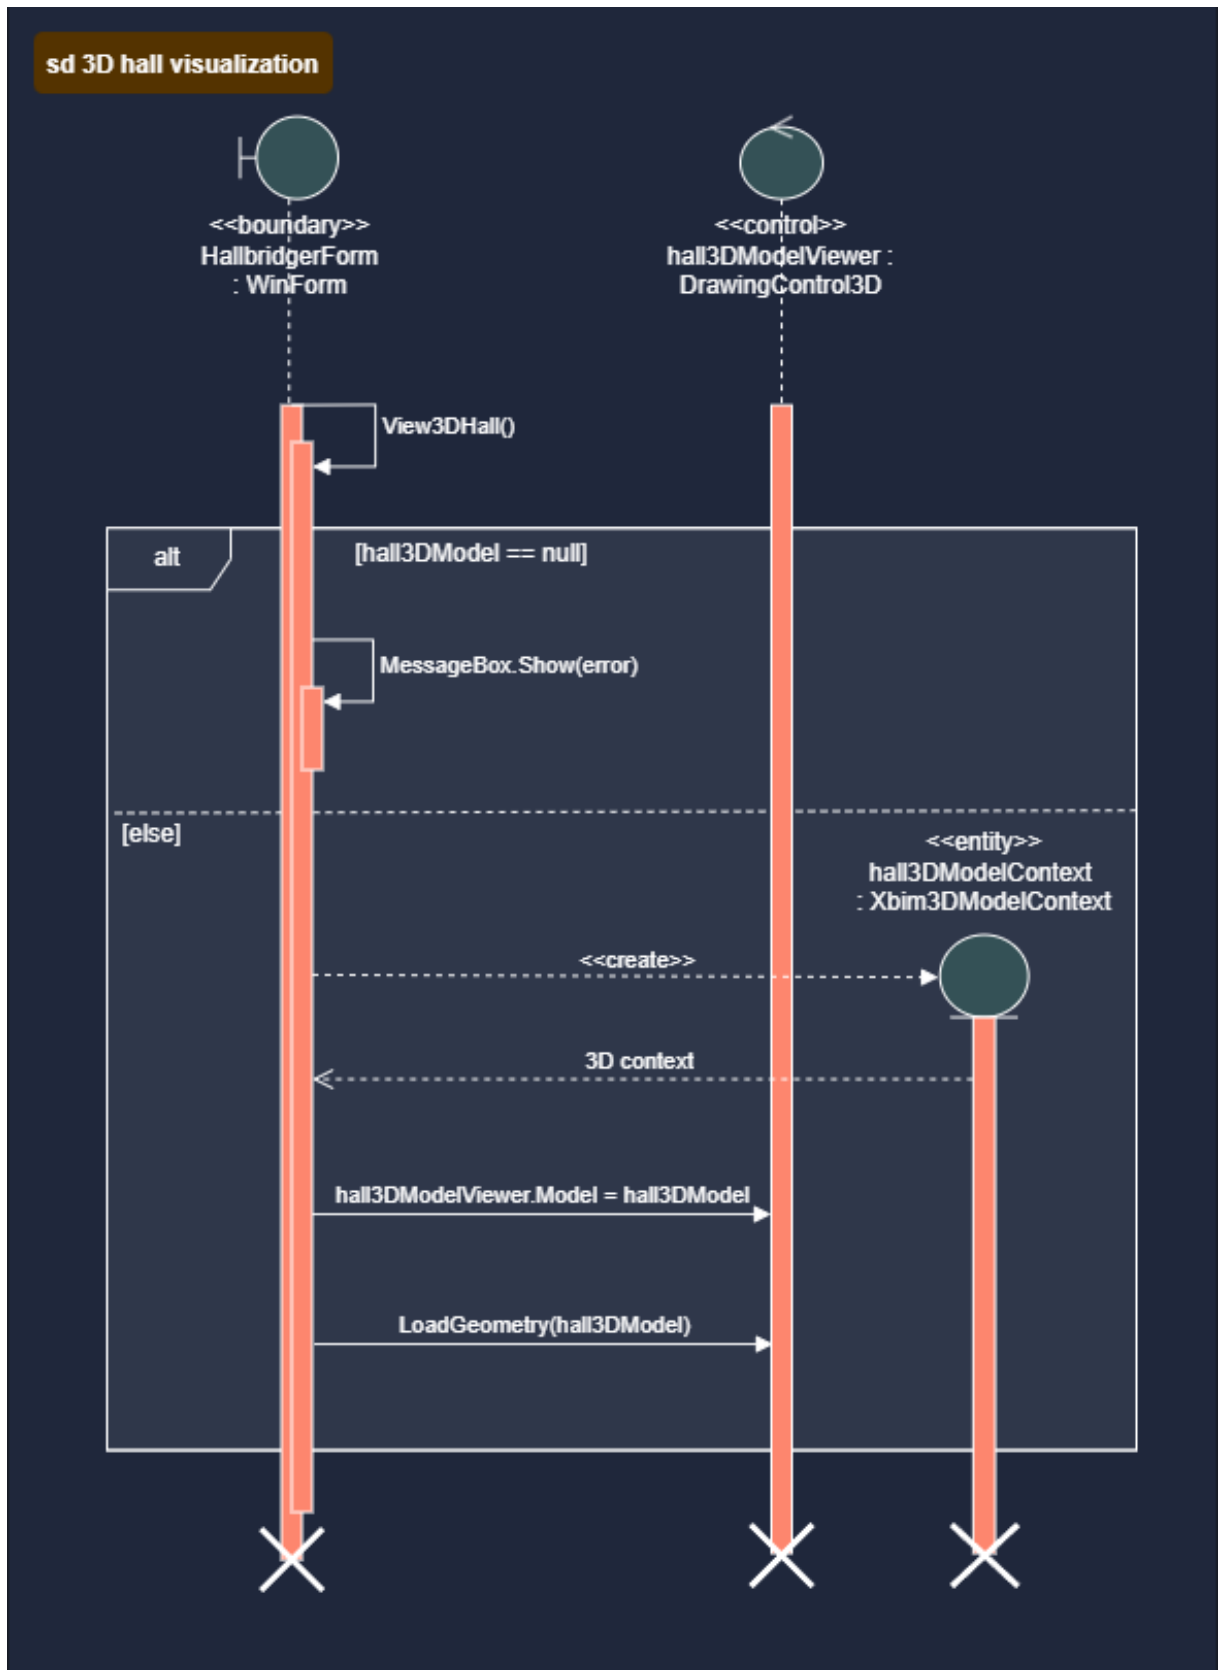 sd 3D hall visualization
<<boundary>>
HallbridgerForm
: WinForm
<<control>>
hall3DModelViewer :
DrawingControl3D
View3DHall()
alt
[hall3DModel == null]
MessageBox.Show(error)
[else]
<<entity>>
hall3DModelContext
: Xbim3DModelContext
<<create>>
3D context
hall3DModelViewer.Model = hall3DModel
LoadGeometry(hall3DModel)